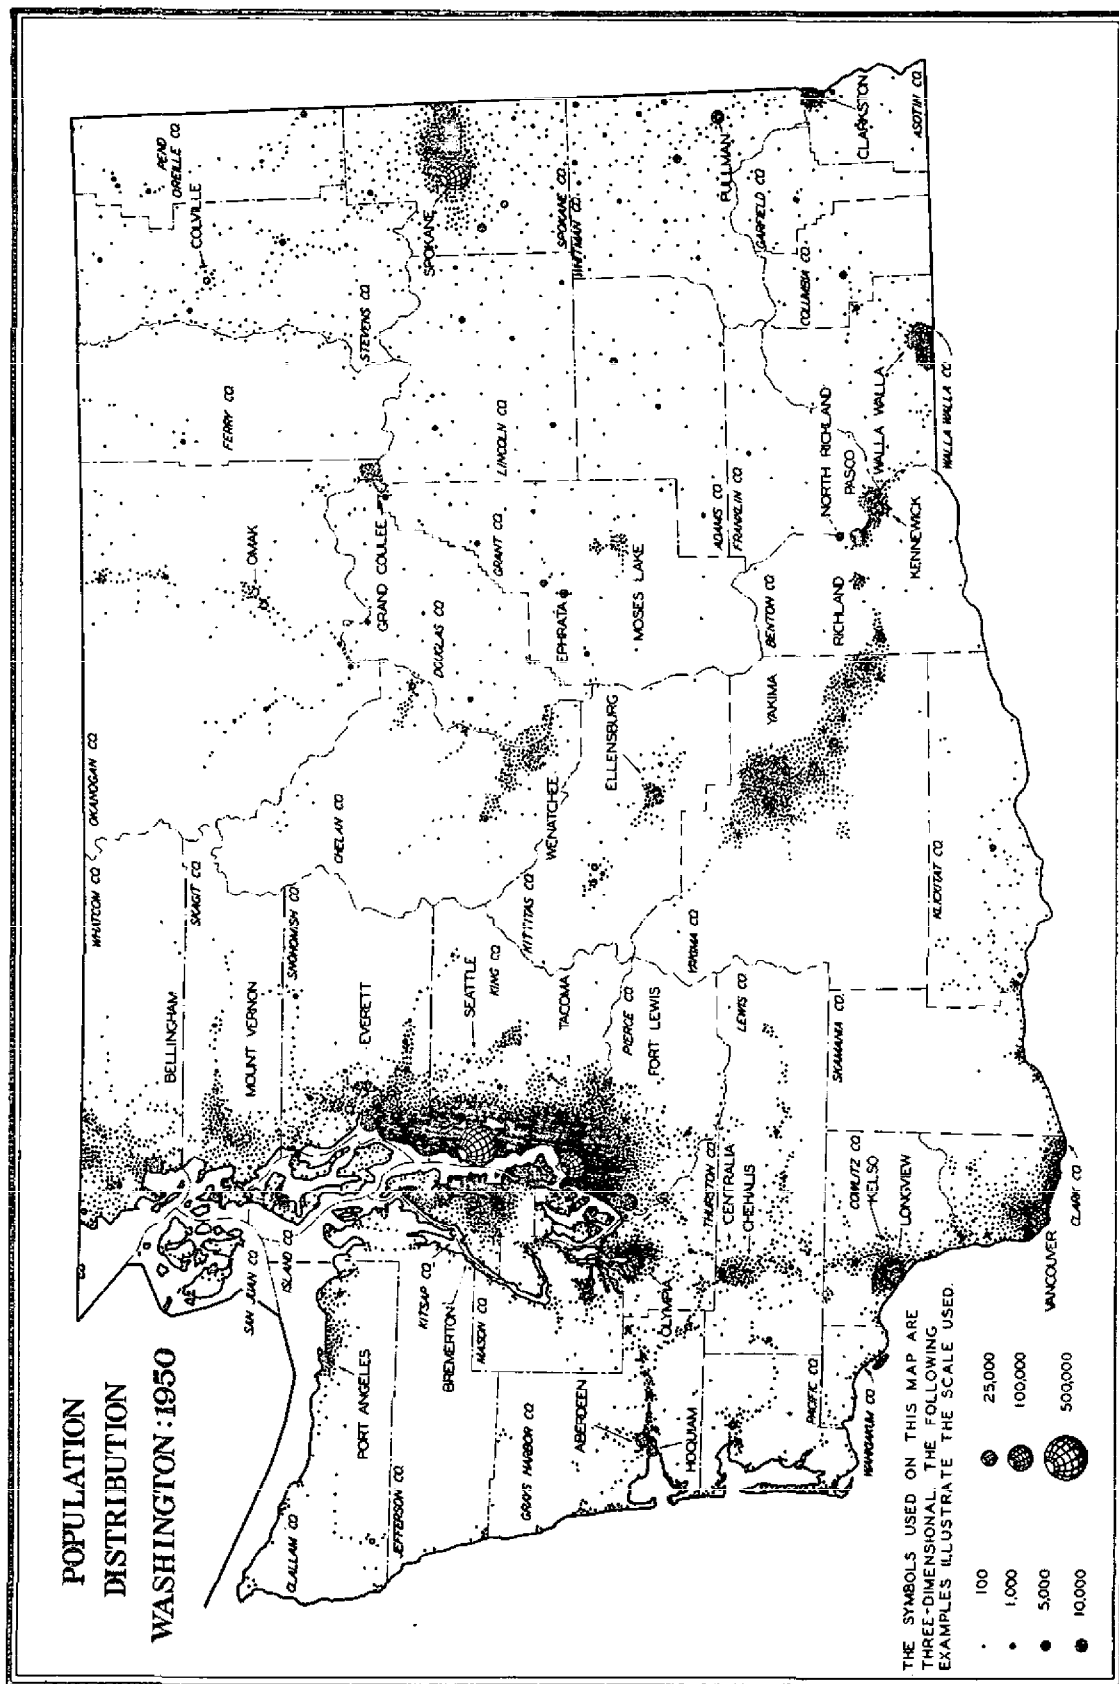 POPULATION
DISTRIBUTION
WASHINGTON : 1950
WHATCOM CO
OKANOGAN CO
PEND
OREILLE CO
CO
BELLINGHAM
SKAGIT CO
COLVILLE
MOUNT VERNON
SAN JUAN CO
ISLAND CO
SNOHOMISH CO
FERRY CO
OMAK
STEVENS CO
CLALLAM CO
PORT ANGELES
EVERETT
CHELAN CO
GRAND COULEE
SPOKANE
JEFFERSON CO
KITSAP CO
BREMERTON
MASON CO
SEATTLE
KING CO
DOUGLAS CO
GRANT CO
LINCOLN CO
GRAYS HARBOR CO
KITTITAS CO
WENATCHEE
EPHRATA
SPOKANE CO
WHITMAN CO
ABERDEEN
TACOMA
ELLENSBURG
MOSES LAKE
PIERCE CO
FORT LEWIS
OLYMPIA
HOQUIAM
YAKIMA CO
ADAMS CO
FRANKLIN CO
PULLMAN
THURSTON CO
CENTRALIA
CHEHALIS
LEWIS CO
YAKIMA
BENTON CO
GARFIELD CO
COLUMBIA CO
PACIFIC CO
SKAMANIA CO
RICHLAND
NORTH RICHLAND
PASCO
WALLA WALLA
CLARKSTON
WAHKIAKUM CO
COWLITZ CO
KELSO
LONGVIEW
KLICKITAT CO
KENNEWICK
WALLA WALLA CO
ASOTIN CO
VANCOUVER
CLARK CO
THE SYMBOLS USED ON THIS MAP ARE
THREE-DIMENSIONAL. THE FOLLOWING
EXAMPLES ILLUSTRATE THE SCALE USED.
100
1,000
5,000
10,000
25,000
100,000
500,000